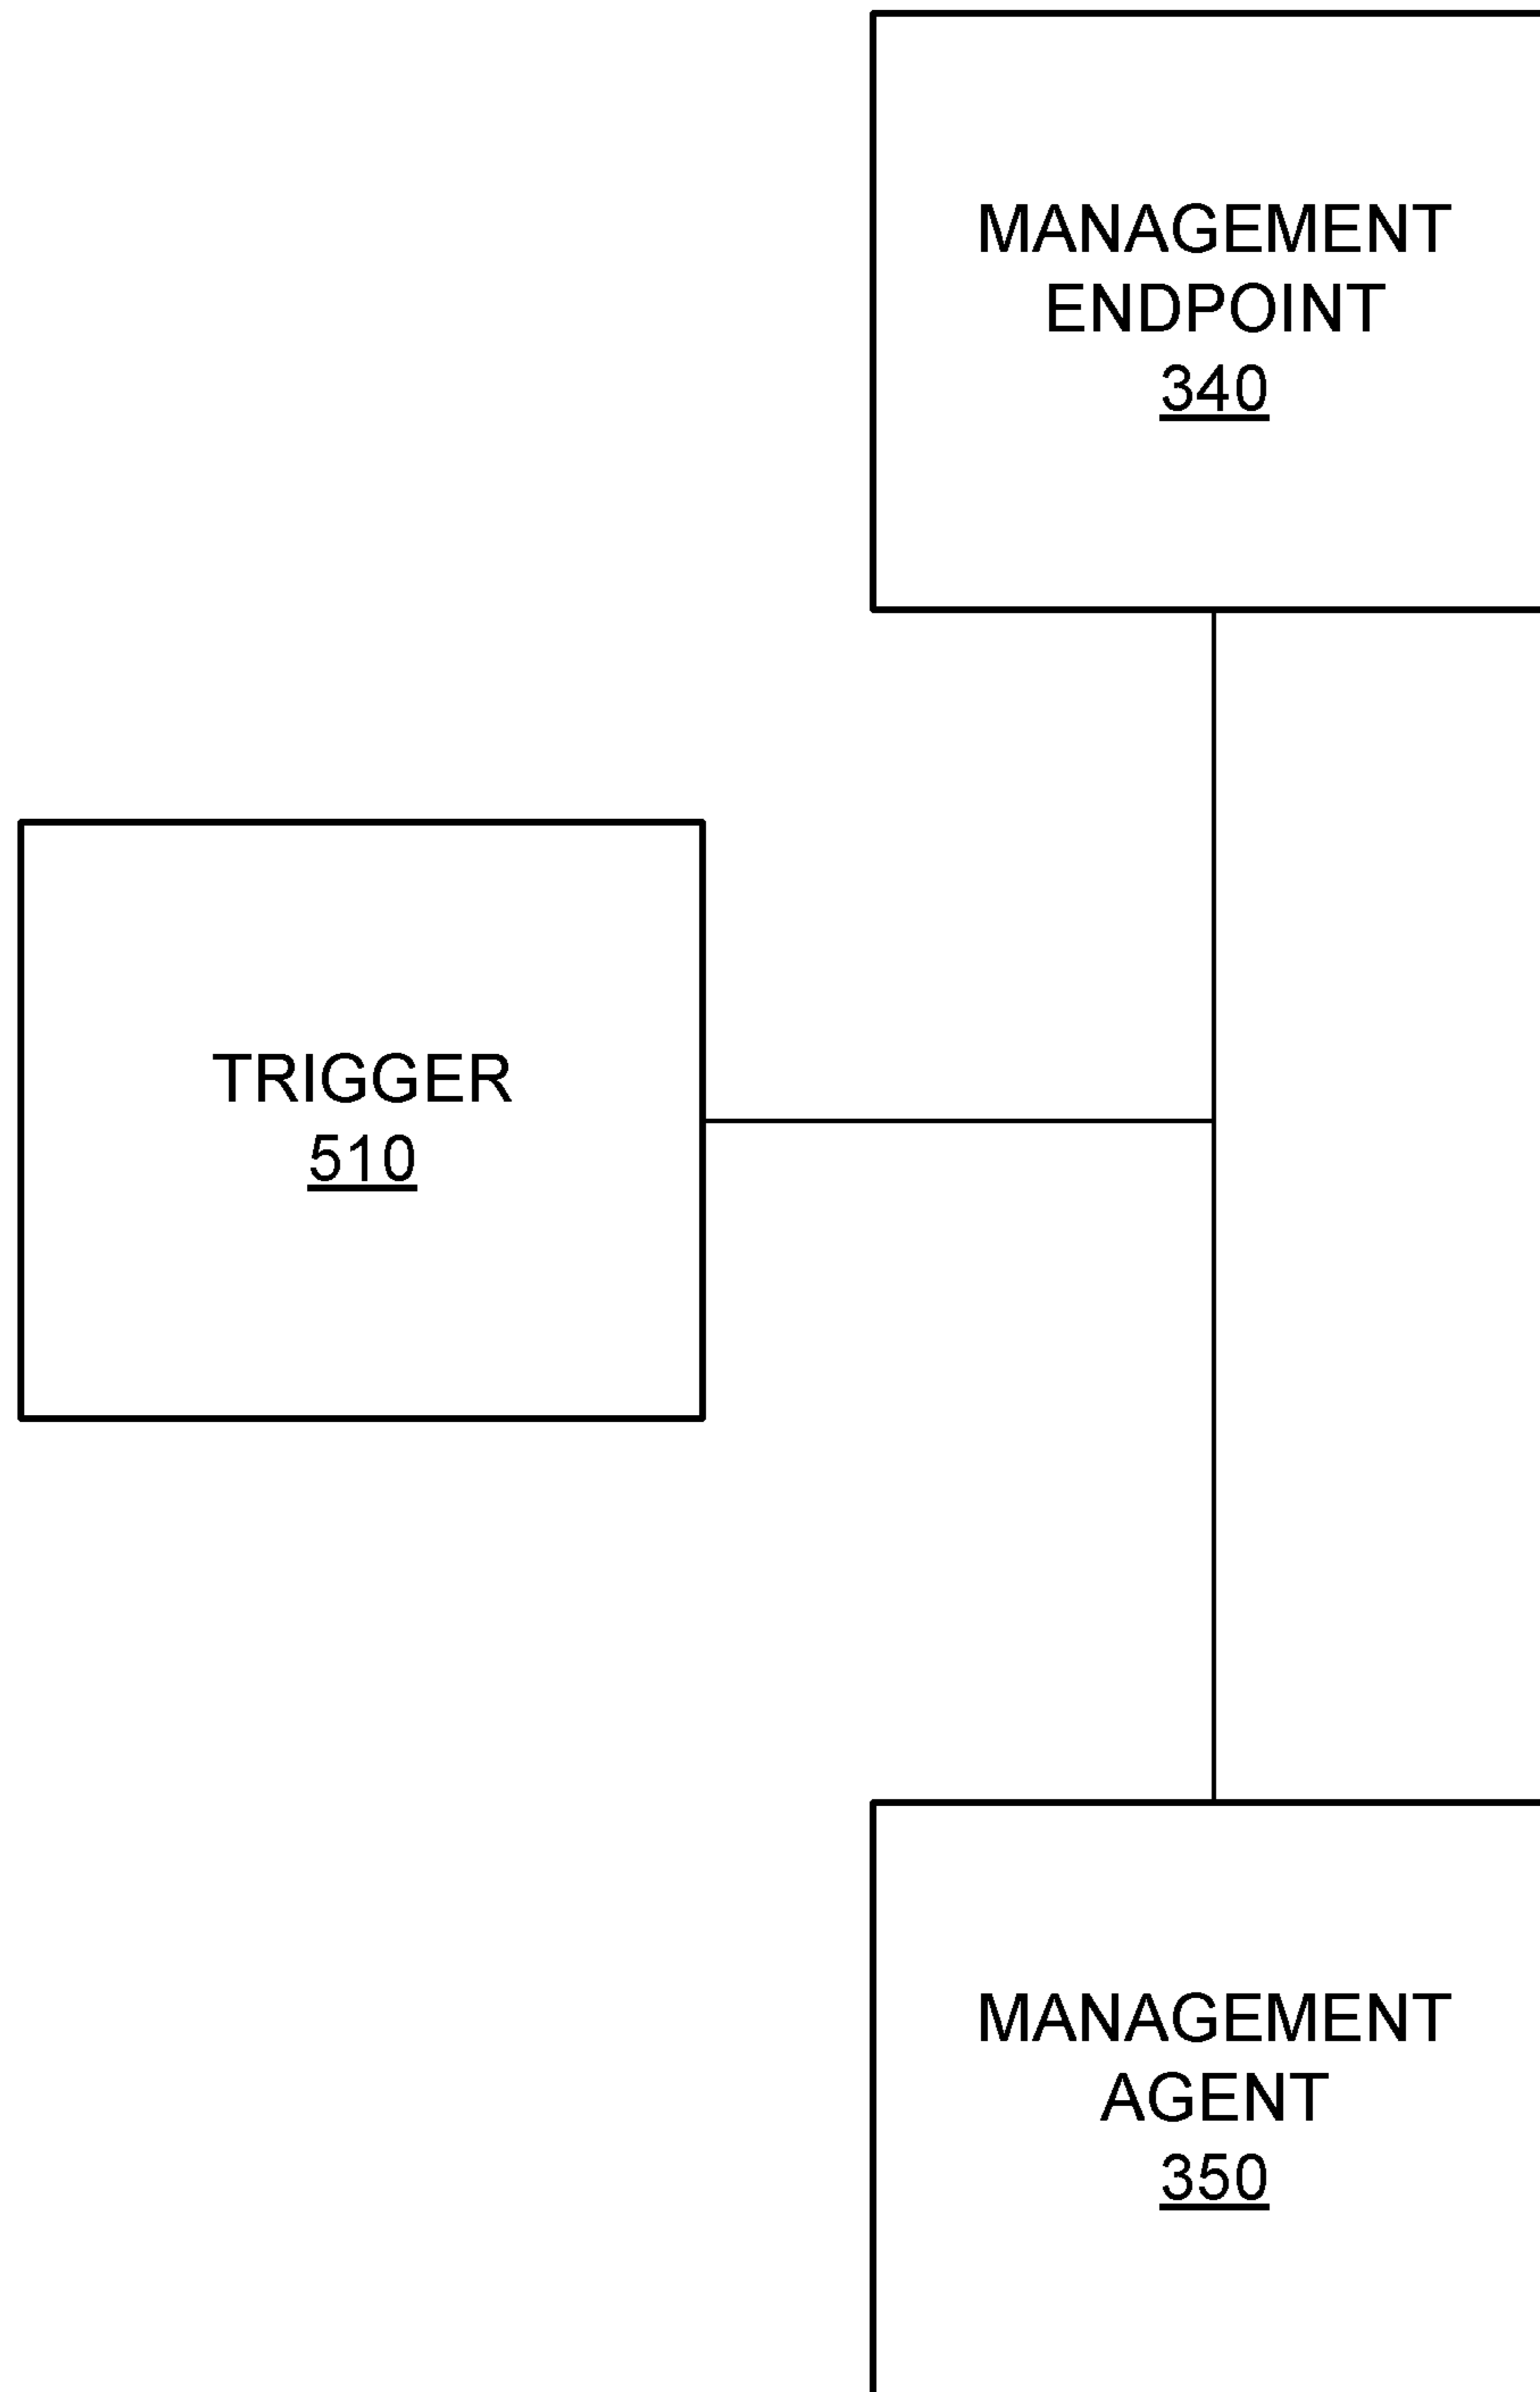 MANAGEMENT
ENDPOINT
340
TRIGGER
510
MANAGEMENT
AGENT
350